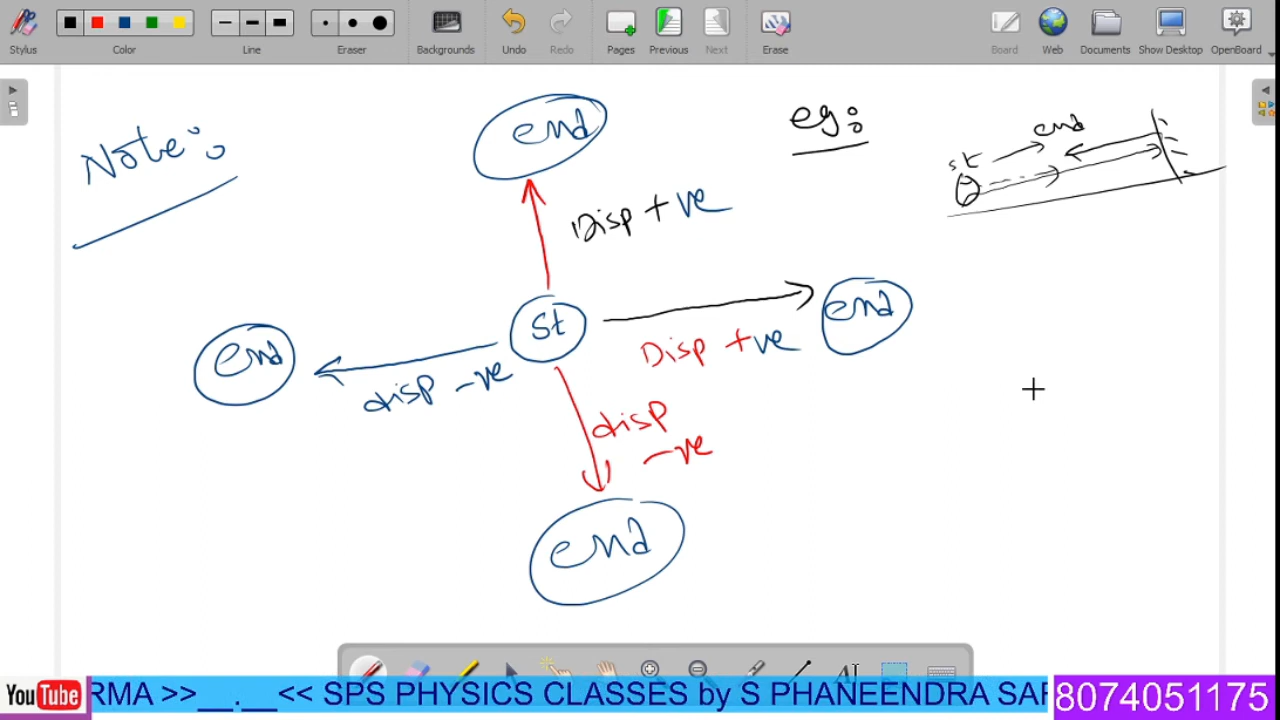 Stylus
Color
Line
Eraser
Backgrounds
Undo
Redo
Pages
Previous
Next
Erase
Board
Web
Documents
Show Desktop
OpenBoard
Note:
end
eg:
end
st
Disp +ve
St
end
Disp +ve
end
disp -ve
disp
-ve
end
YouTube
RMA >>__.__<< SPS PHYSICS CLASSES by S PHANEENDRA SAR
8074051175